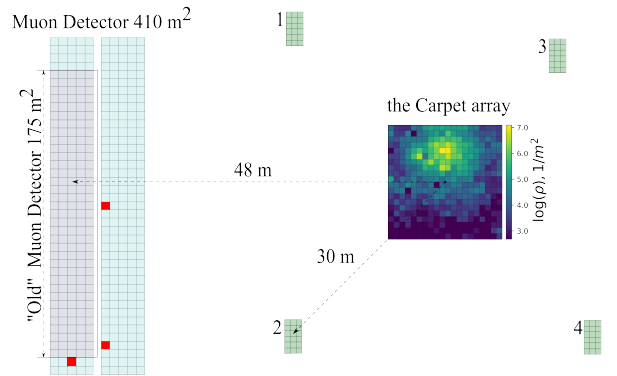 Muon Detector 410 m²
1
3
"Old" Muon Detector 175 m²
the Carpet array
7.0
6.0
5.0
4.0
3.0
log(ρ), 1/m²
48 m
30 m
2
4